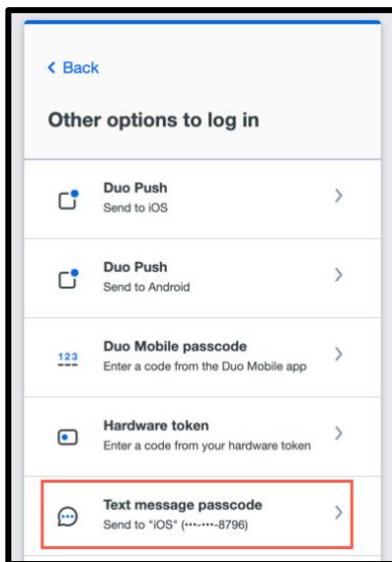 Back
Other options to log in
Duo Push
Send to iOS
Duo Push
Send to Android
123
Duo Mobile passcode
Enter a code from the Duo Mobile app
Hardware token
Enter a code from your hardware token
Text message passcode
Send to "iOS" (•••-•••-8796)